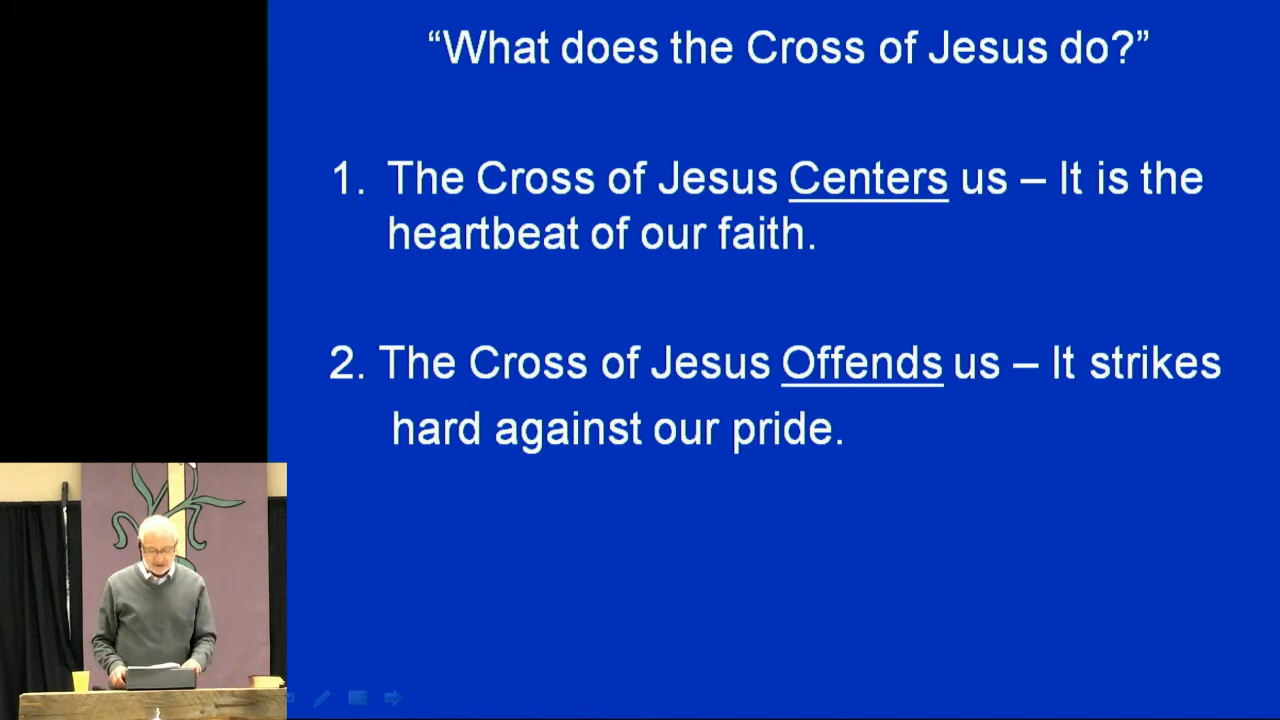 “What does the Cross of Jesus do?”
1. The Cross of Jesus Centers us – It is the
heartbeat of our faith.
2. The Cross of Jesus Offends us – It strikes
hard against our pride.